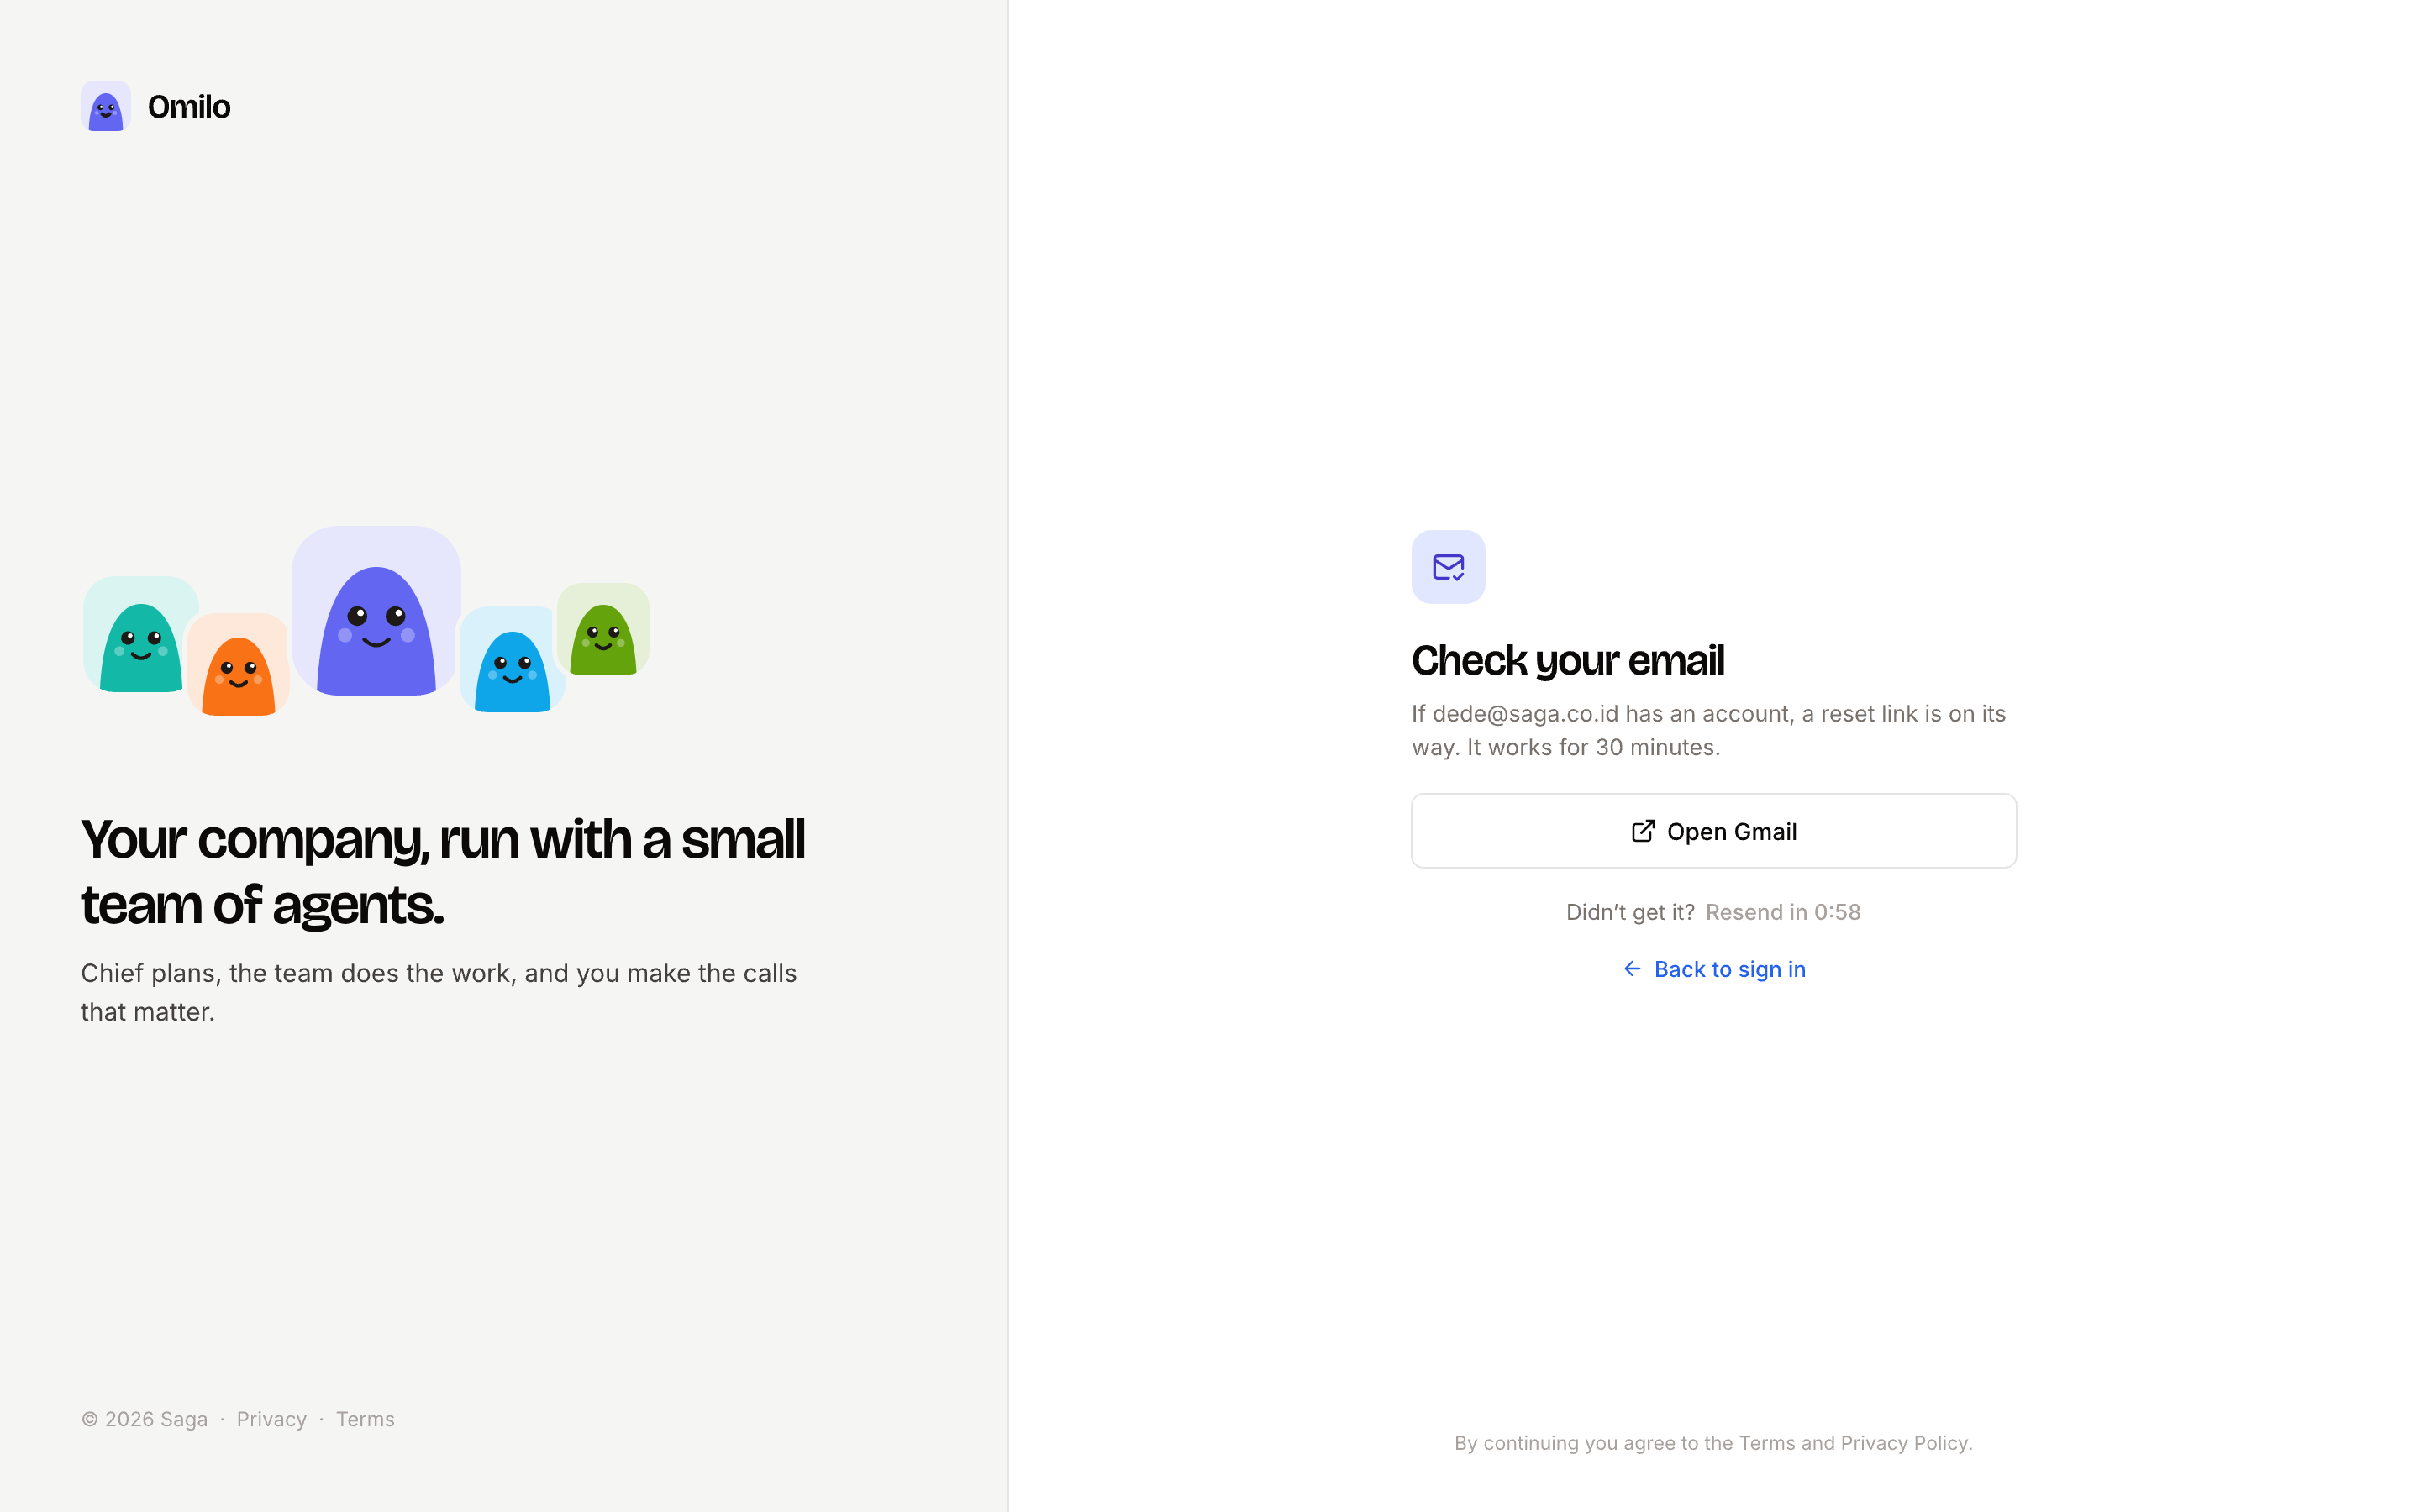 Omilo
Your company, run with a small
team of agents.
Chief plans, the team does the work, and you make the calls
that matter.
© 2026 Saga · Privacy · Terms
Check your email
If dede@saga.co.id has an account, a reset link is on its
way. It works for 30 minutes.
Open Gmail
Didn’t get it? Resend in 0:58
← Back to sign in
By continuing you agree to the Terms and Privacy Policy.